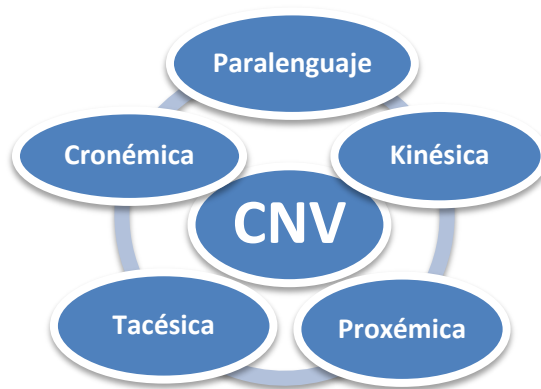 Paralenguaje
Cronémica
Kinésica
CNV
Tacésica
Proxémica